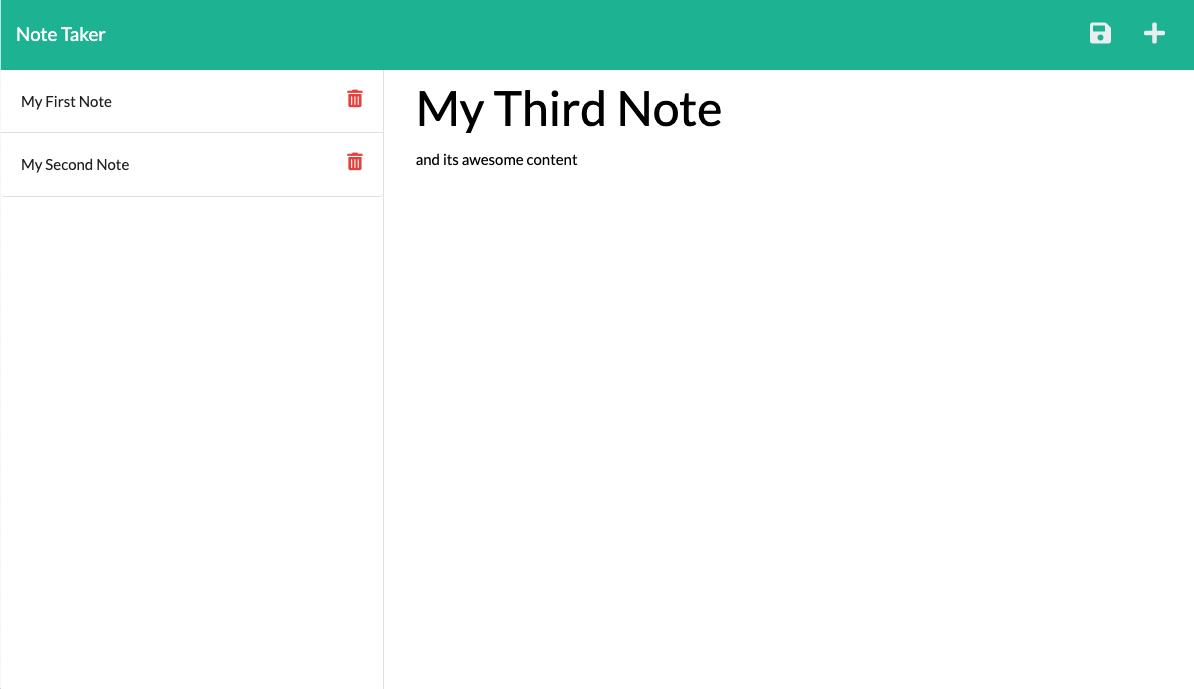 Note Taker
My First Note
My Second Note
My Third Note
and its awesome content